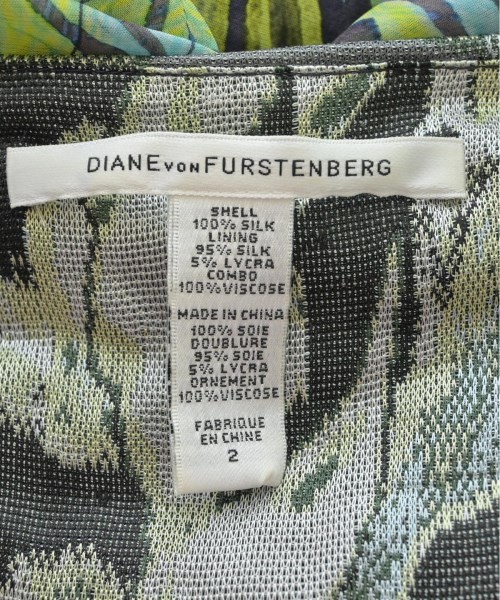 DIANE VON FURSTENBERG
SHELL
100% SILK
LINING
95% SILK
5% LYCRA
COMBO
100% VISCOSE
MADE IN CHINA
100% SOIE
DOUBLURE
95% SOIE
5% LYCRA
ORNEMENT
100% VISCOSE
FABRIQUE
EN CHINE
2